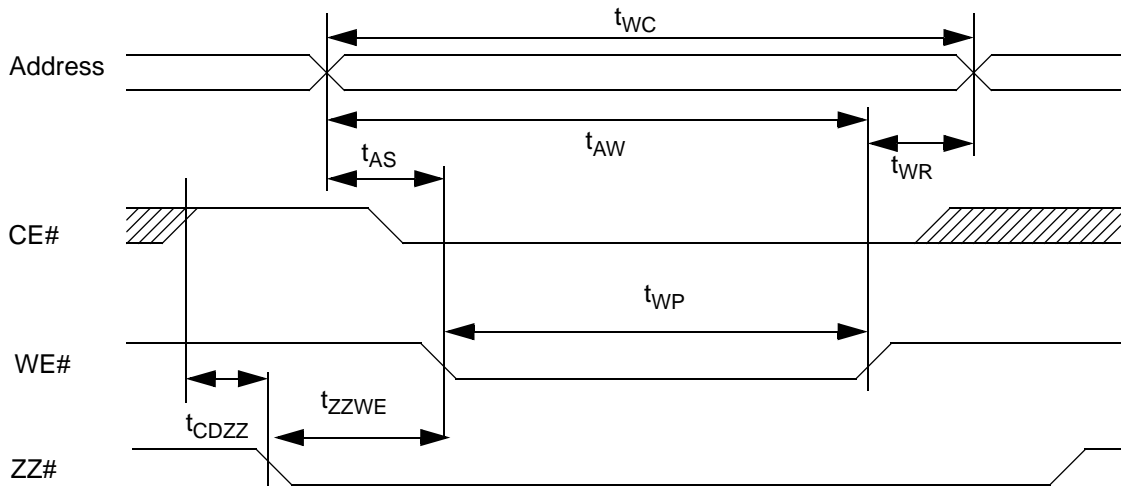 tWC
Address
tAW
tAS
tWR
CE#
tWP
WE#
tZZWE
tCDZZ
ZZ#